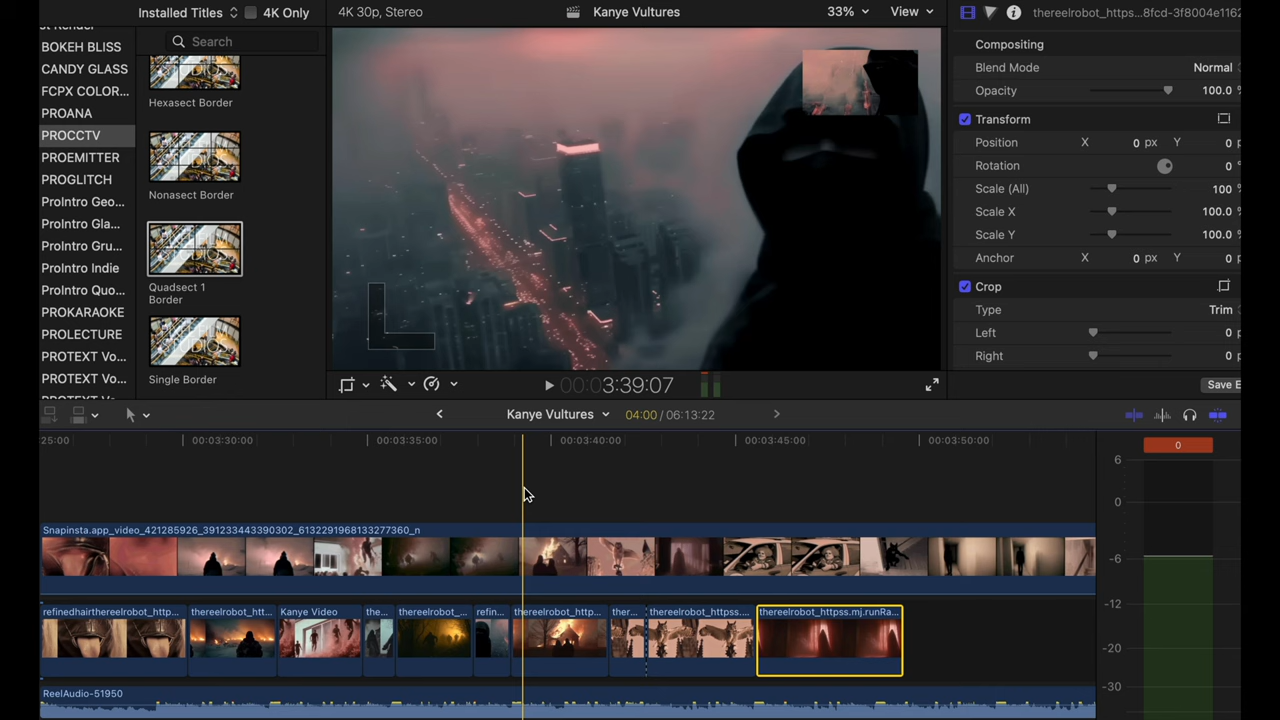 Installed Titles
4K Only
4K 30p, Stereo
Kanye Vultures
33%
View
thereelrobot_https...8fcd-3f8004e1162
BOKEH BLISS
CANDY GLASS
FCPX COLOR...
PROANA
PROCCTV
PROEMITTER
PROGLITCH
ProIntro Geo...
ProIntro Gla...
ProIntro Gru...
ProIntro Indie
ProIntro Quo...
PROKARAOKE
PROLECTURE
PROTEXT Vo...
PROTEXT Vo...
Search
Hexasect Border
Nonasect Border
Quadsect 1
Border
Single Border
Compositing
Blend Mode Normal
Opacity 100.0 %
Transform
Position X 0 px Y 0
Rotation 0 °
Scale (All) 100 %
Scale X 100.0 %
Scale Y 100.0 %
Anchor X 0 px Y 0
Crop
Type Trim
Left 0
Right 0
00:03:39:07
Save E
Kanye Vultures
04:00 / 06:13:22
25:00 00:03:30:00 00:03:35:00 00:03:40:00 00:03:45:00 00:03:50:00
Snapinsta.app_video_421285926_391233443390302_6132291968133277360_n
refinedhairthereelrobot_http... thereelrobot_htt... Kanye Video the... thereelrobot_... refin... thereelrobot_http... ther... thereelrobot_httpss.... thereelrobot_httpss.mj.runRa...
ReelAudio-51950
0
6
0
-6
-12
-20
-30